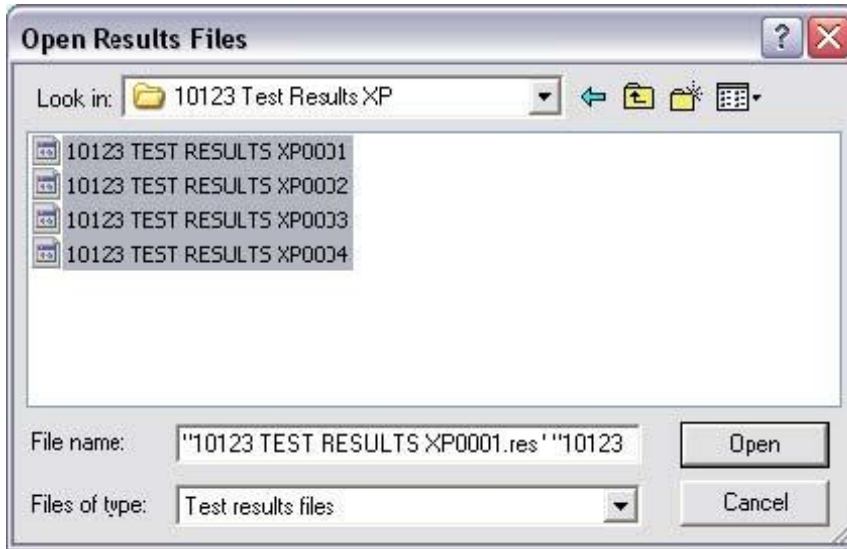 Open Results Files
Look in: 10123 Test Results XP
10123 TEST RESULTS XP0001
10123 TEST RESULTS XP0002
10123 TEST RESULTS XP0003
10123 TEST RESULTS XP0004
File name: "10123 TEST RESULTS XP0001.res' "10123
Open
Files of type: Test results files
Cancel